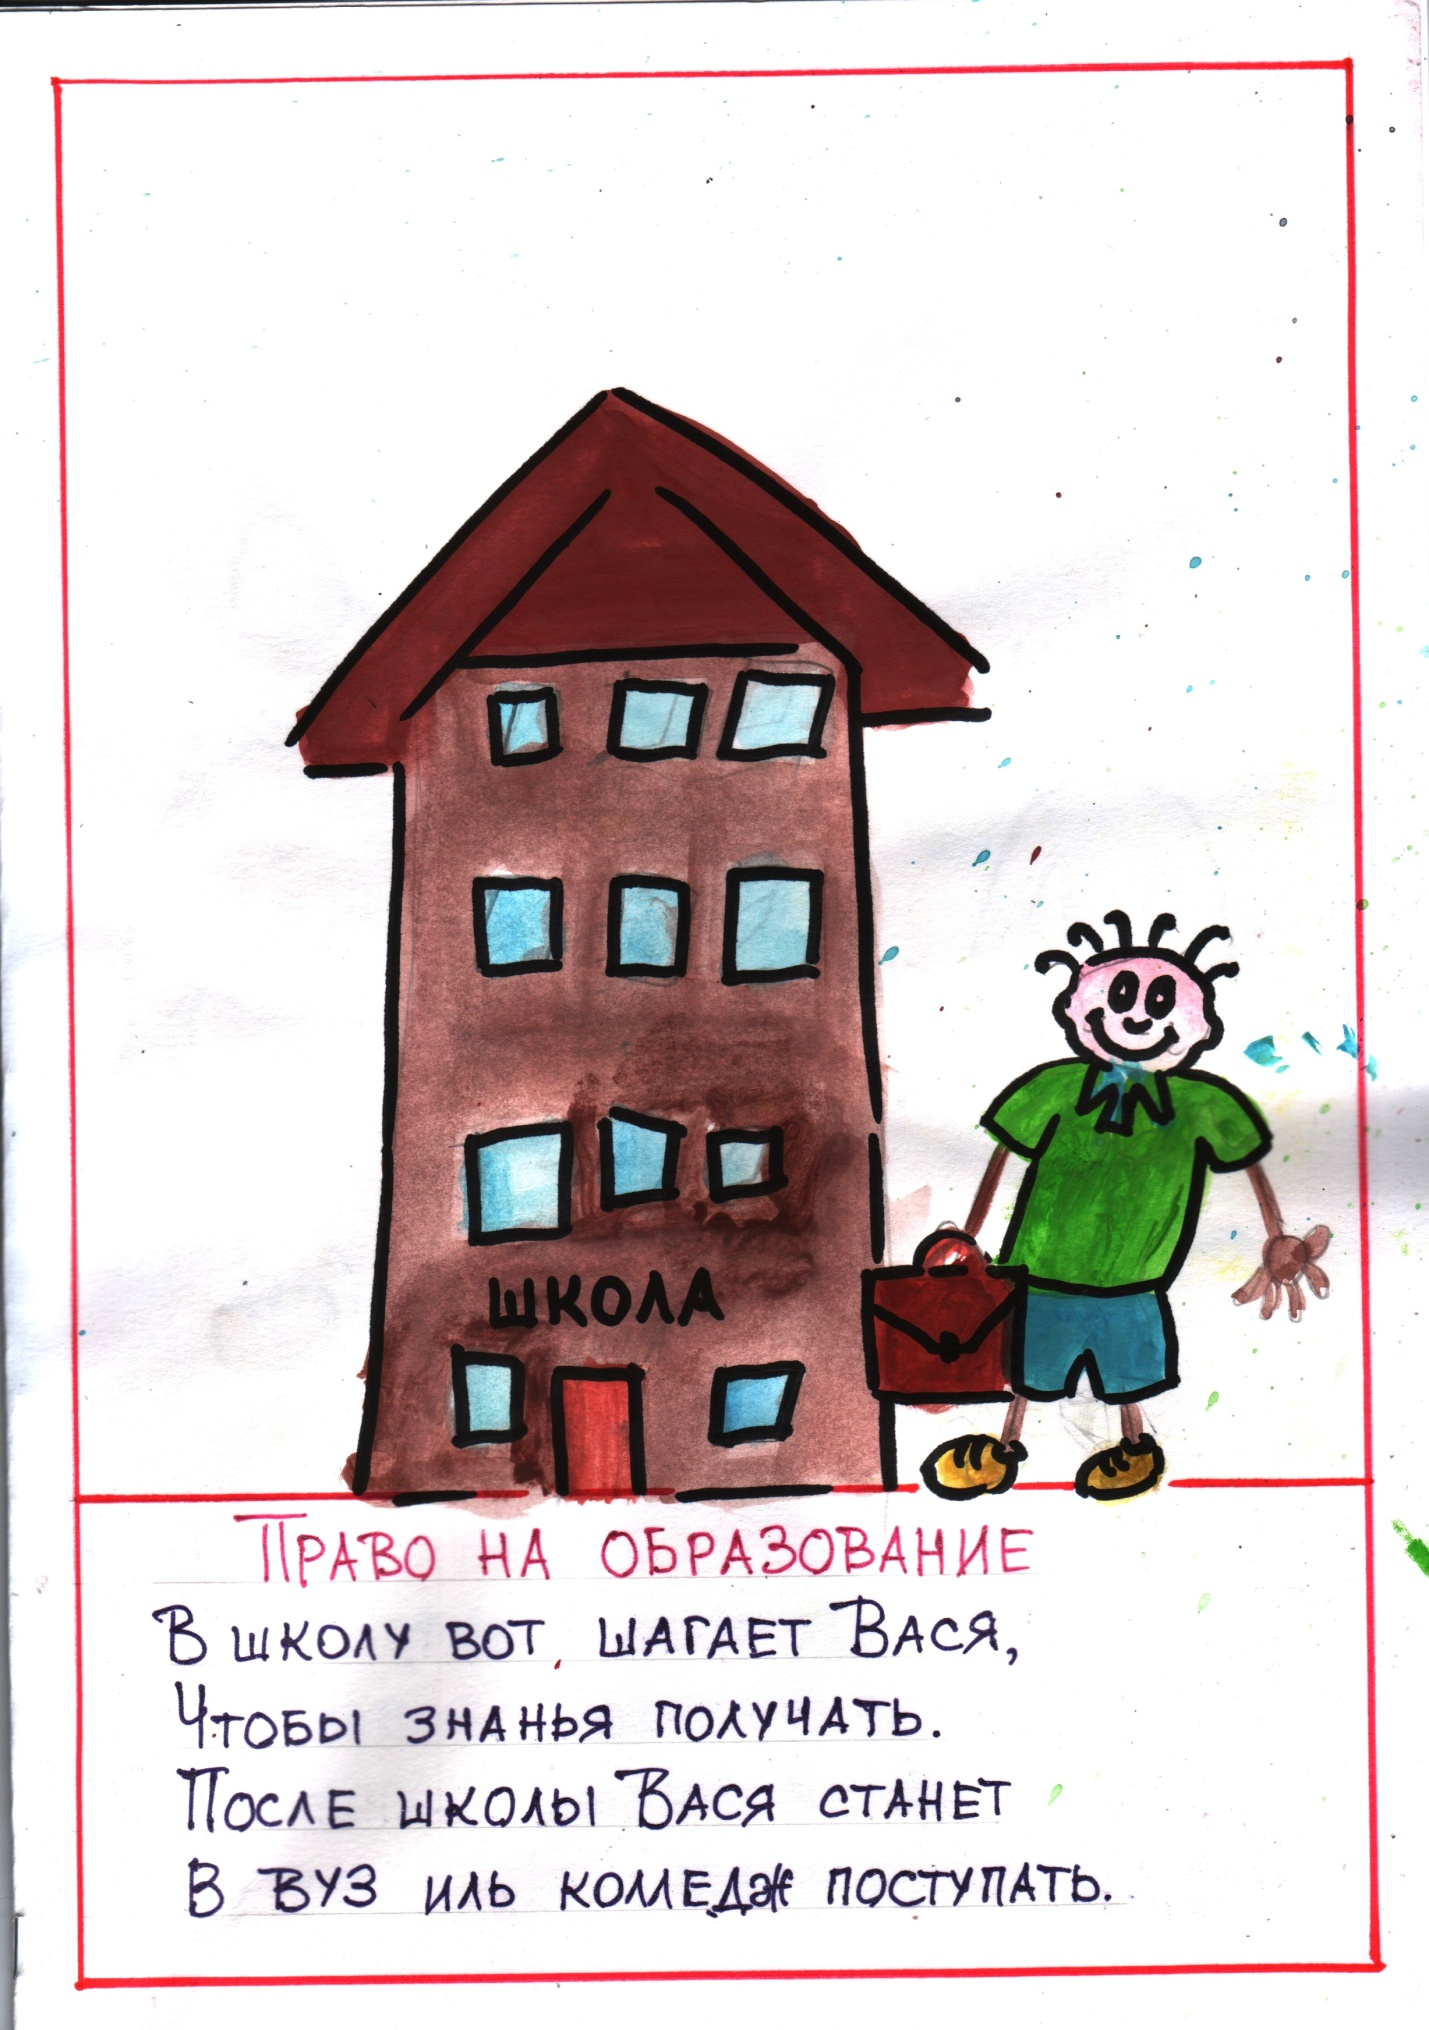 ШКОЛА
ПРАВО НА ОБРАЗОВАНИЕ
В ШКОЛУ ВОТ ШАГАЕТ ВАСЯ,
ЧТОБЫ ЗНАНЬЯ ПОЛУЧАТЬ.
ПОСЛЕ ШКОЛЫ ВАСЯ СТАНЕТ
В ВУЗ ИЛЬ КОЛЛЕДЖ ПОСТУПАТЬ.